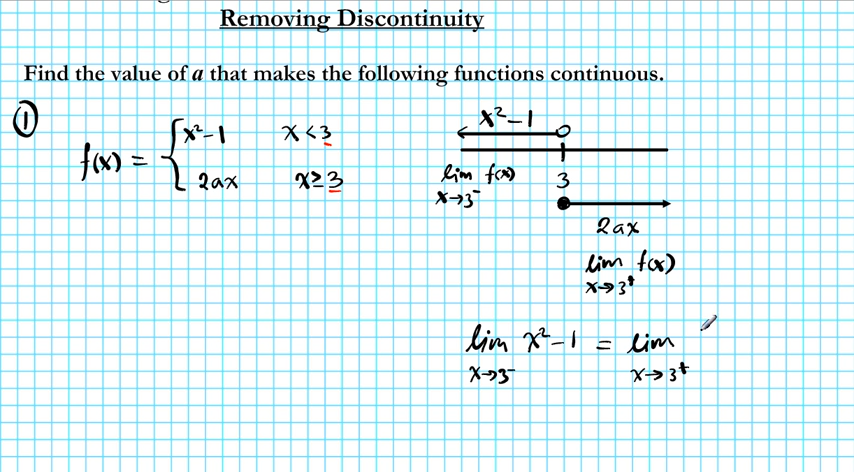 Removing Discontinuity
Find the value of a that makes the following functions continuous.
①
f(x) = { x²-1   x < 3
2ax   x ≥ 3
x²-1
lim f(x)
x→3⁻
3
2ax
lim f(x)
x→3⁺
lim x²-1 = lim
x→3⁻   x→3⁺